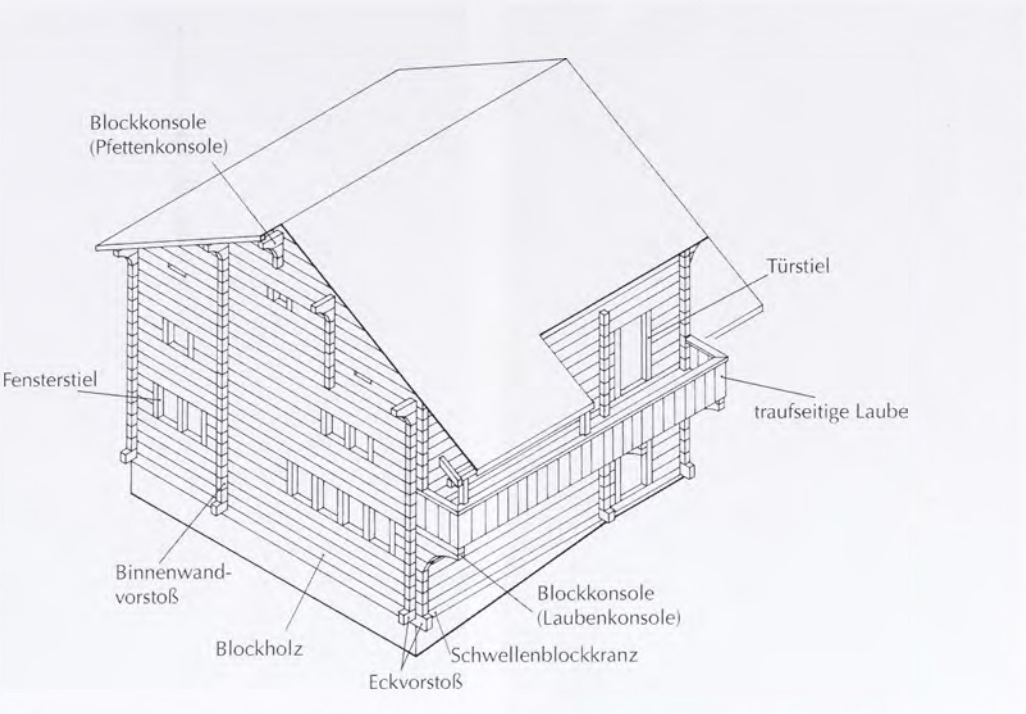 Blockkonsole
(Pfettenkonsole)
Türstiel
Fensterstiel
traufseitige Laube
Binnenwand-
vorstoß
Blockkonsole
(Laubenkonsole)
Blockholz
Schwellenblockkranz
Eckvorstoß